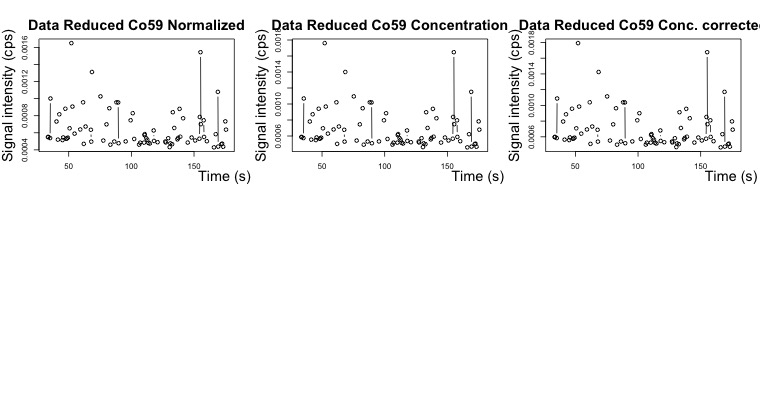 Data Reduced Co59 Normalized
Signal intensity (cps)
0.0004 0.0008 0.0012 0.0016
50 100 150
Time (s)
Data Reduced Co59 Concentration
Signal intensity (cps)
0.0006 0.0010 0.0014 0.0018
50 100 150
Time (s)
Data Reduced Co59 Conc. corrected
Signal intensity (cps)
0.0006 0.0010 0.0014 0.0018
50 100 150
Time (s)